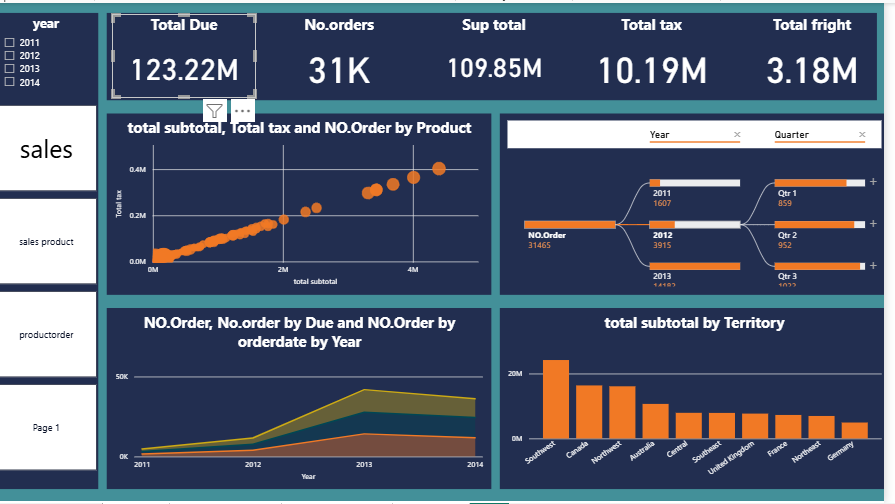 year
2011
2012
2013
2014
sales
sales product
productorder
Page 1
Total Due
123.22M
No.orders
31K
Sup total
109.85M
Total tax
10.19M
Total fright
3.18M
total subtotal, Total tax and NO.Order by Product
Total tax
0.4M
0.2M
0.0M
0M
2M
4M
total subtotal
Year
Quarter
NO.Order
31465
2011
1607
2012
3915
2013
14182
Qtr 1
859
Qtr 2
952
Qtr 3
NO.Order, No.order by Due and NO.Order by
orderdate by Year
50K
0K
2011
2012
2013
2014
Year
total subtotal by Territory
20M
0M
Southwest
Canada
Northwest
Australia
Central
Southeast
United Kingdom
France
Northeast
Germany